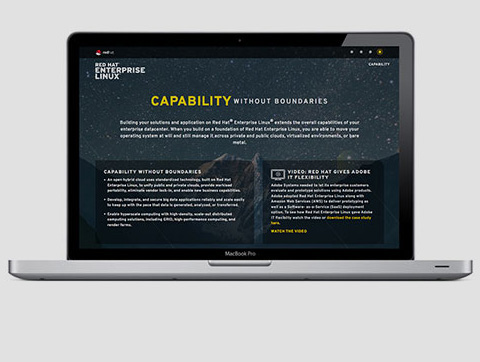 red hat
RED HAT
ENTERPRISE
LINUX
CAPABILITY
CAPABILITY WITHOUT BOUNDARIES
Building your solutions and application on Red Hat® Enterprise Linux® extends the overall capabilities of your
enterprise datacenter. When you build on a foundation of Red Hat Enterprise Linux, you are able to move your
operating system at will and still manage it across private and public clouds, virtualized environments, or bare
metal.
CAPABILITY WITHOUT BOUNDARIES
• An open hybrid cloud uses standardized technology, built on Red Hat
Enterprise Linux, to unify public and private clouds, provide workload
portability, eliminate vendor lock-in, and enable new business capabilities.
• Develop, integrate, and secure big data applications reliably and scale easily
to keep up with the pace that data is generated, analyzed, or transferred.
• Enable hyperscale computing with high-density, scale-out distributed
computing solutions, including GRID, high-performance computing, and
render farms.
VIDEO: RED HAT GIVES ADOBE
IT FLEXIBILITY
Adobe Systems needed to let its enterprise customers
evaluate and prototype solutions using Adobe products.
Adobe adopted Red Hat Enterprise Linux along with
Amazon Web Services (AWS) to deliver prototyping as
well as a Software-as-a-Service (SaaS) deployment
option. To see how Red Hat Enterprise Linux gave Adobe
IT flexibility watch the video or download the case study
here.
WATCH THE VIDEO
MacBook Pro